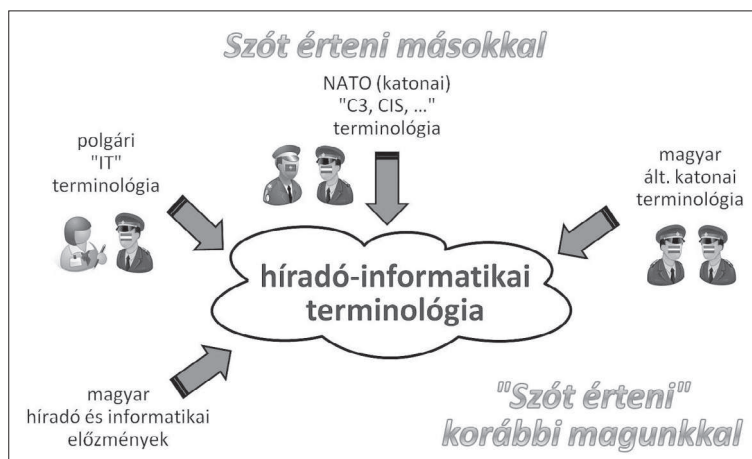 Szót érteni másokkal
NATO (katonai)
"C3, CIS, ..."
terminológia
polgári
"IT"
terminológia
magyar
ált. katonai
terminológia
híradó-informatikai
terminológia
magyar
híradó és informatikai
előzmények
"Szót érteni"
korábbi magunkkal